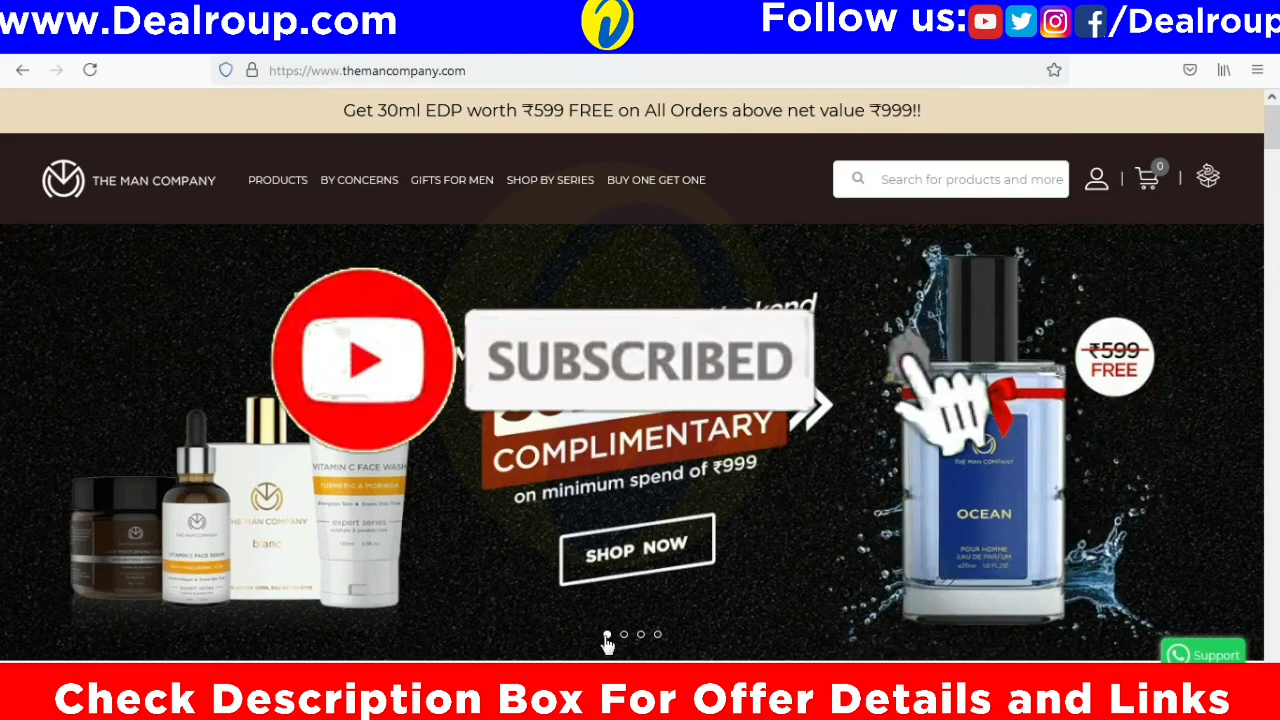 www.Dealroup.com
Follow us:
/Dealroup
https://www.themancompany.com
Get 30ml EDP worth ₹599 FREE on All Orders above net value ₹999!!
THE MAN COMPANY
PRODUCTS
BY CONCERNS
GIFTS FOR MEN
SHOP BY SERIES
BUY ONE GET ONE
Search for products and more
0
SUBSCRIBED
COMPLIMENTARY
on minimum spend of ₹999
SHOP NOW
₹599
FREE
VITAMIN C FACE WASH
TURMERIC & MORINGA
expert series
THE MAN COMPANY
blanc
THE MAN COMPANY
VITAMIN C FACE SERUM
THE MAN COMPANY
OCEAN
POUR HOMME
EAU DE PARFUM
Support
Check Description Box For Offer Details and Links